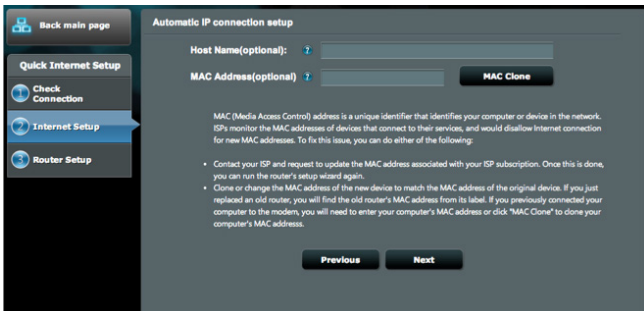 Back main page
Quick Internet Setup
1 Check
Connection
2 Internet Setup
3 Router Setup
Automatic IP connection setup
Host Name(optional): ?
MAC Address(optional) ? MAC Clone
MAC (Media Access Control) address is a unique identifier that identifies your computer or device in the network.
ISPs monitor the MAC addresses of devices that connect to their services, and would disallow Internet connection
for new MAC addresses. To fix this issue, you can do either of the following:
• Contact your ISP and request to update the MAC address associated with your ISP subscription. Once this is done,
you can run the router's setup wizard again.
• Clone or change the MAC address of the new device to match the MAC address of the original device. If you just
replaced an old router, you will find the old router's MAC address from its label. If you previously connected your
computer to the modem, you will need to enter your computer's MAC address or click "MAC Clone" to clone your
computer's MAC addresss.
Previous Next